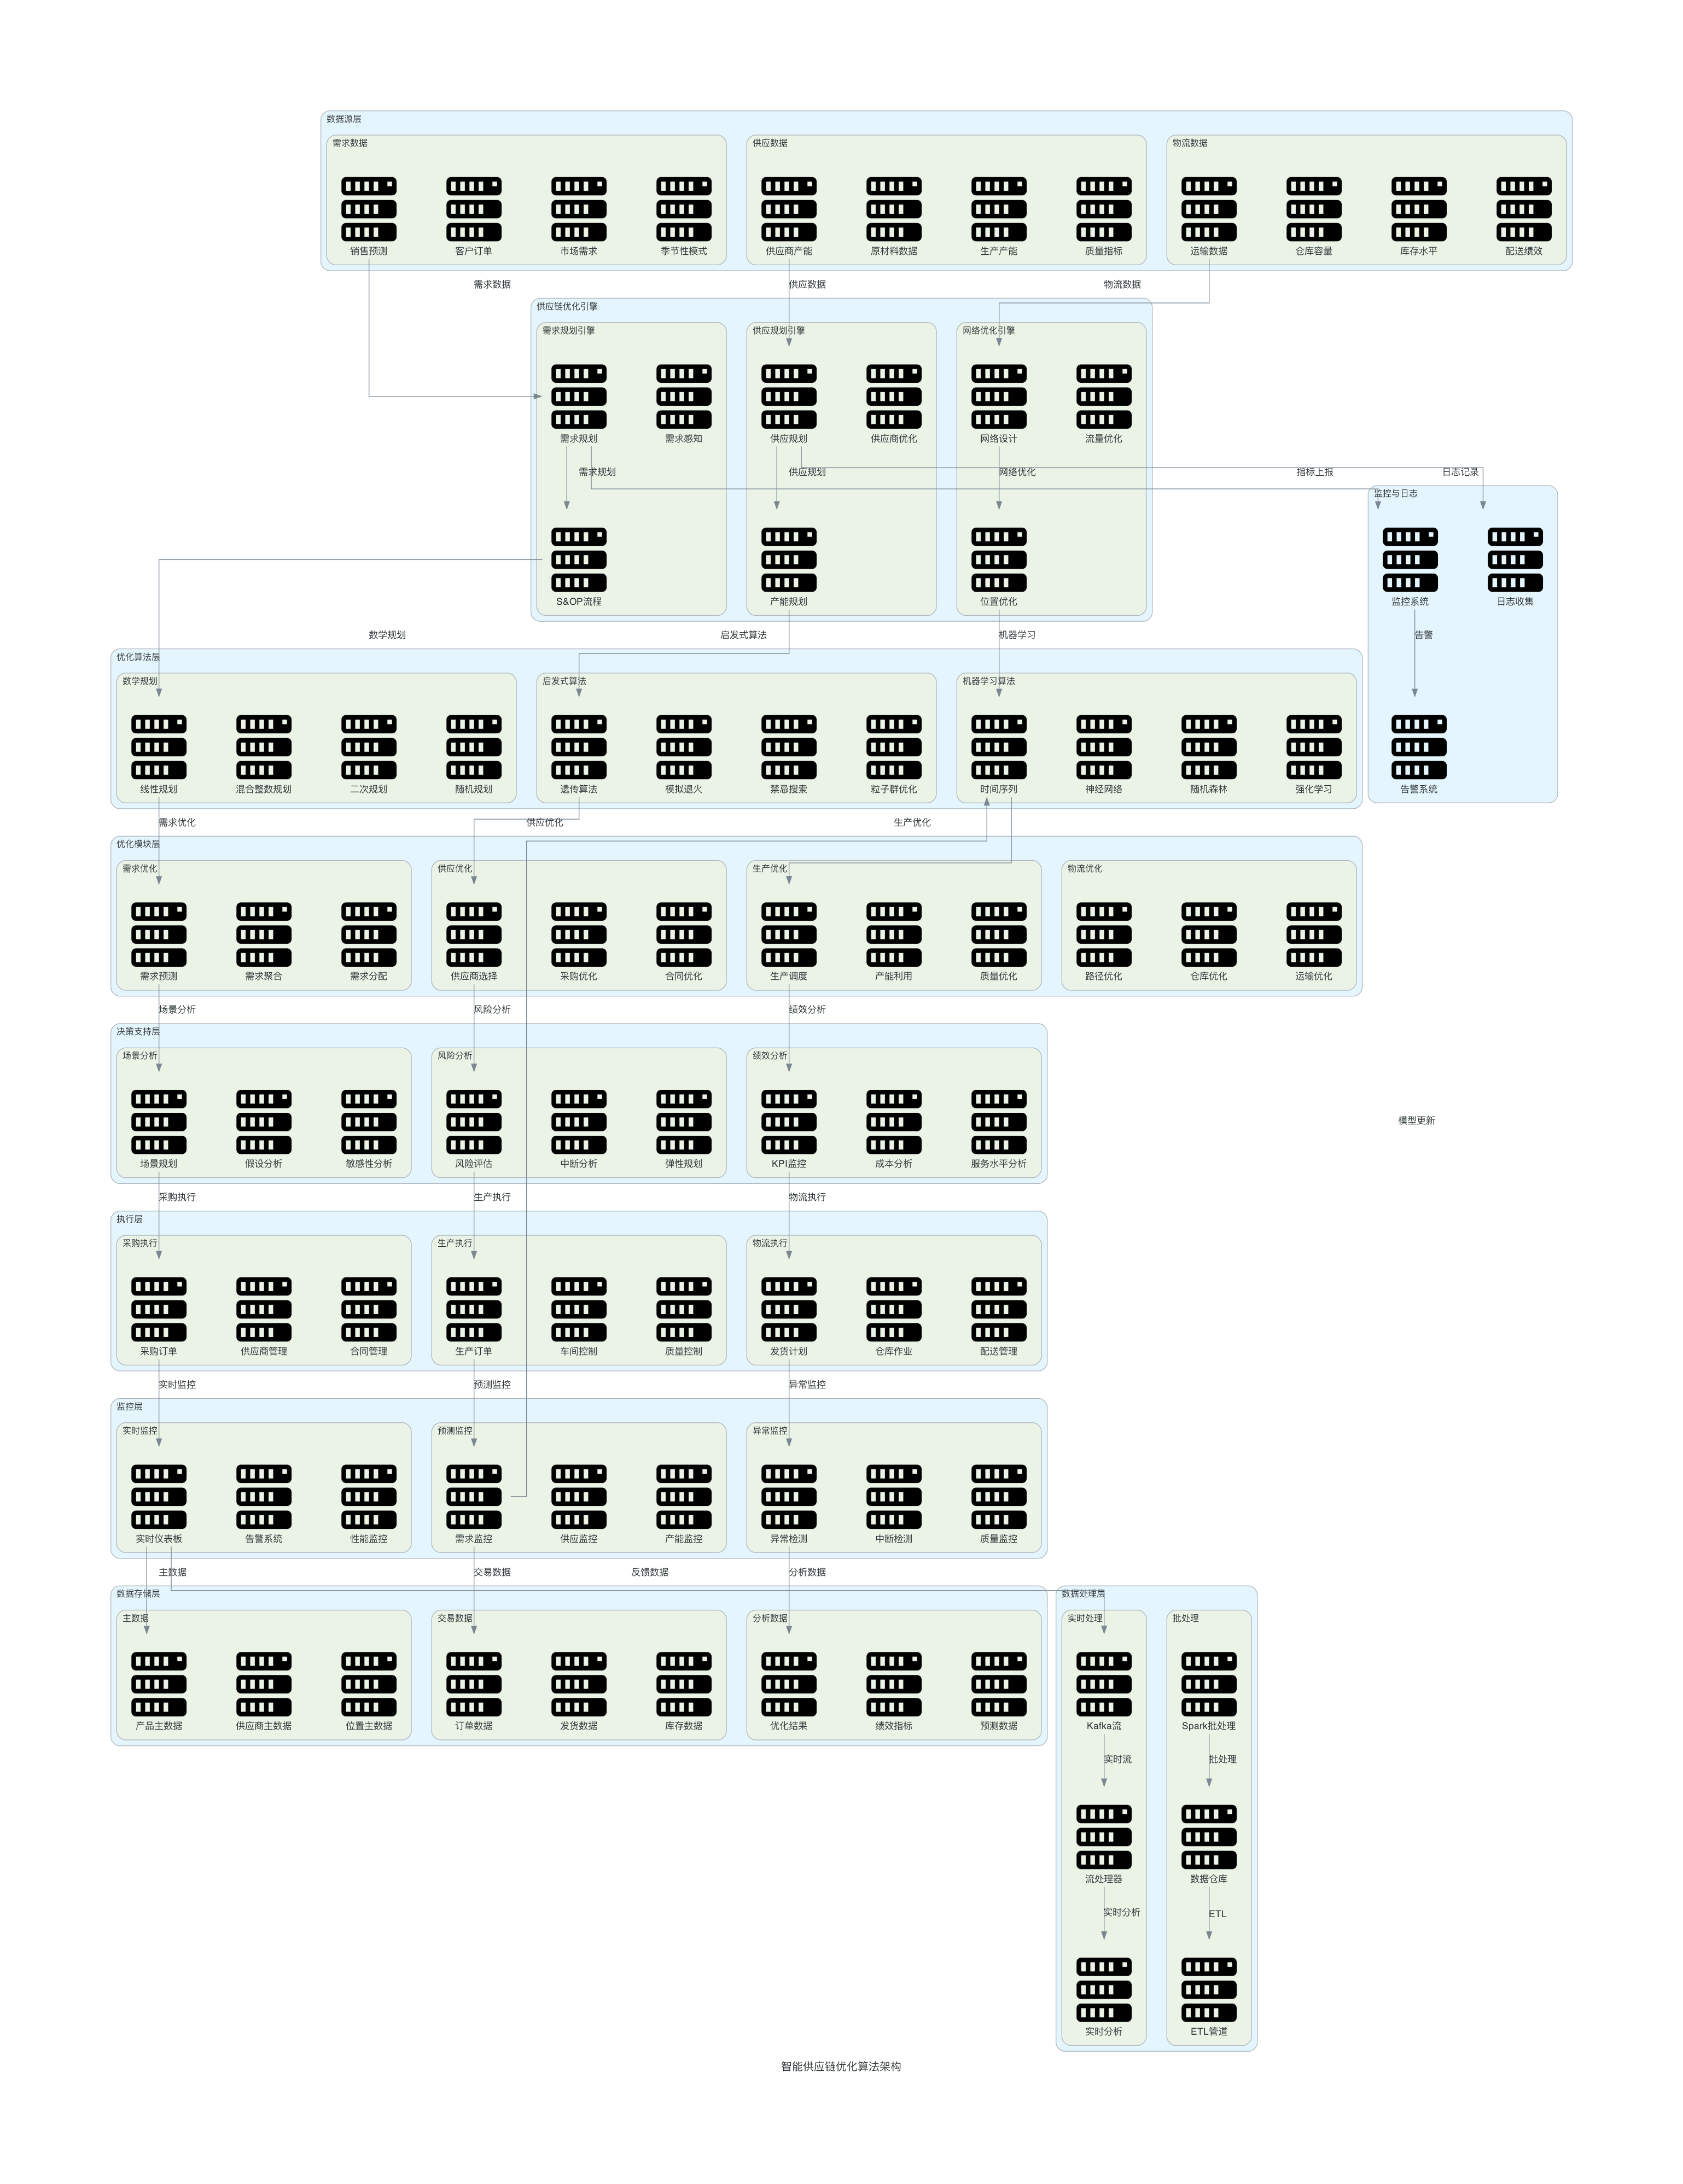 数据源层
需求数据
供应数据
物流数据
销售预测
客户订单
市场需求
季节性模式
供应商产能
原材料数据
生产产能
质量指标
运输数据
仓库容量
库存水平
配送绩效
需求数据
供应数据
物流数据
供应链优化引擎
需求规划引擎
供应规划引擎
网络优化引擎
需求规划
需求感知
供应规划
供应商优化
网络设计
流量优化
需求规划
供应规划
网络优化
指标上报
日志记录
监控与日志
S&OP流程
产能规划
位置优化
监控系统
日志收集
数学规划
启发式算法
机器学习
告警
优化算法层
数学规划
启发式算法
机器学习算法
线性规划
混合整数规划
二次规划
随机规划
遗传算法
模拟退火
禁忌搜索
粒子群优化
时间序列
神经网络
随机森林
强化学习
告警系统
需求优化
供应优化
生产优化
优化模块层
需求优化
供应优化
生产优化
物流优化
需求预测
需求聚合
需求分配
供应商选择
采购优化
合同优化
生产调度
产能利用
质量优化
路径优化
仓库优化
运输优化
场景分析
风险分析
绩效分析
决策支持层
场景分析
风险分析
绩效分析
模型更新
场景规划
假设分析
敏感性分析
风险评估
中断分析
弹性规划
KPI监控
成本分析
服务水平分析
采购执行
生产执行
物流执行
执行层
采购执行
生产执行
物流执行
采购订单
供应商管理
合同管理
生产订单
车间控制
质量控制
发货计划
仓库作业
配送管理
实时监控
预测监控
异常监控
监控层
实时监控
预测监控
异常监控
实时仪表板
告警系统
性能监控
需求监控
供应监控
产能监控
异常检测
中断检测
质量监控
主数据
交易数据
反馈数据
分析数据
数据存储层
数据处理层
主数据
交易数据
分析数据
实时处理
批处理
产品主数据
供应商主数据
位置主数据
订单数据
发货数据
库存数据
优化结果
绩效指标
预测数据
Kafka流
Spark批处理
实时流
批处理
流处理器
数据仓库
实时分析
ETL
实时分析
ETL管道
智能供应链优化算法架构